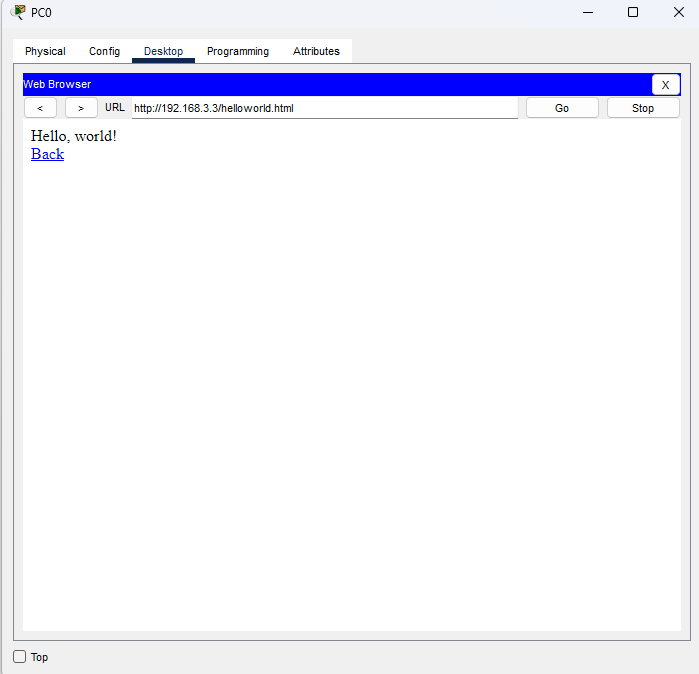 PC0
Physical Config Desktop Programming Attributes
Web Browser X
< > URL http://192.168.3.3/helloworld.html Go Stop
Hello, world!
Back
Top